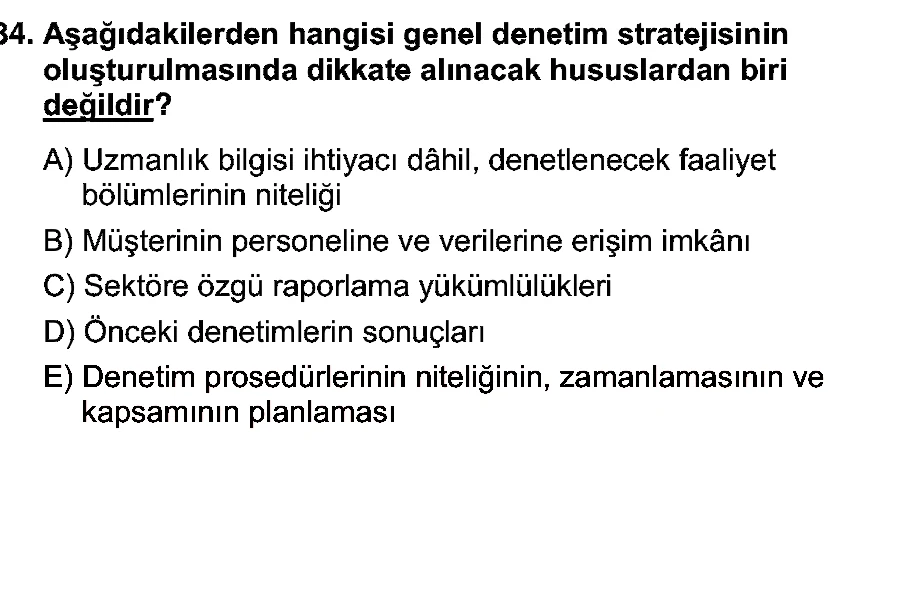 34. Aşağıdakilerden hangisi genel denetim stratejisinin
oluşturulmasında dikkate alınacak hususlardan biri
değildir?
A) Uzmanlık bilgisi ihtiyacı dâhil, denetlenecek faaliyet
bölümlerinin niteliği
B) Müşterinin personeline ve verilerine erişim imkânı
C) Sektöre özgü raporlama yükümlülükleri
D) Önceki denetimlerin sonuçları
E) Denetim prosedürlerinin niteliğinin, zamanlamasının ve
kapsamının planlaması